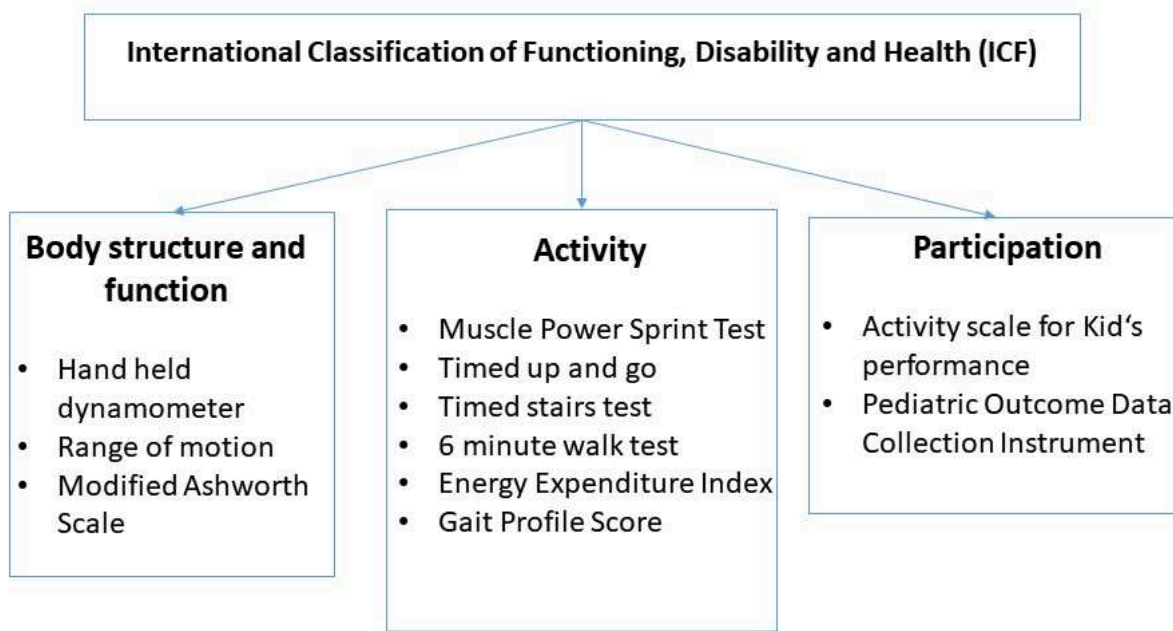 International Classification of Functioning, Disability and Health (ICF)
Body structure and
function
• Hand held
dynamometer
• Range of motion
• Modified Ashworth
Scale
Activity
• Muscle Power Sprint Test
• Timed up and go
• Timed stairs test
• 6 minute walk test
• Energy Expenditure Index
• Gait Profile Score
Participation
• Activity scale for Kid‘s
performance
• Pediatric Outcome Data
Collection Instrument